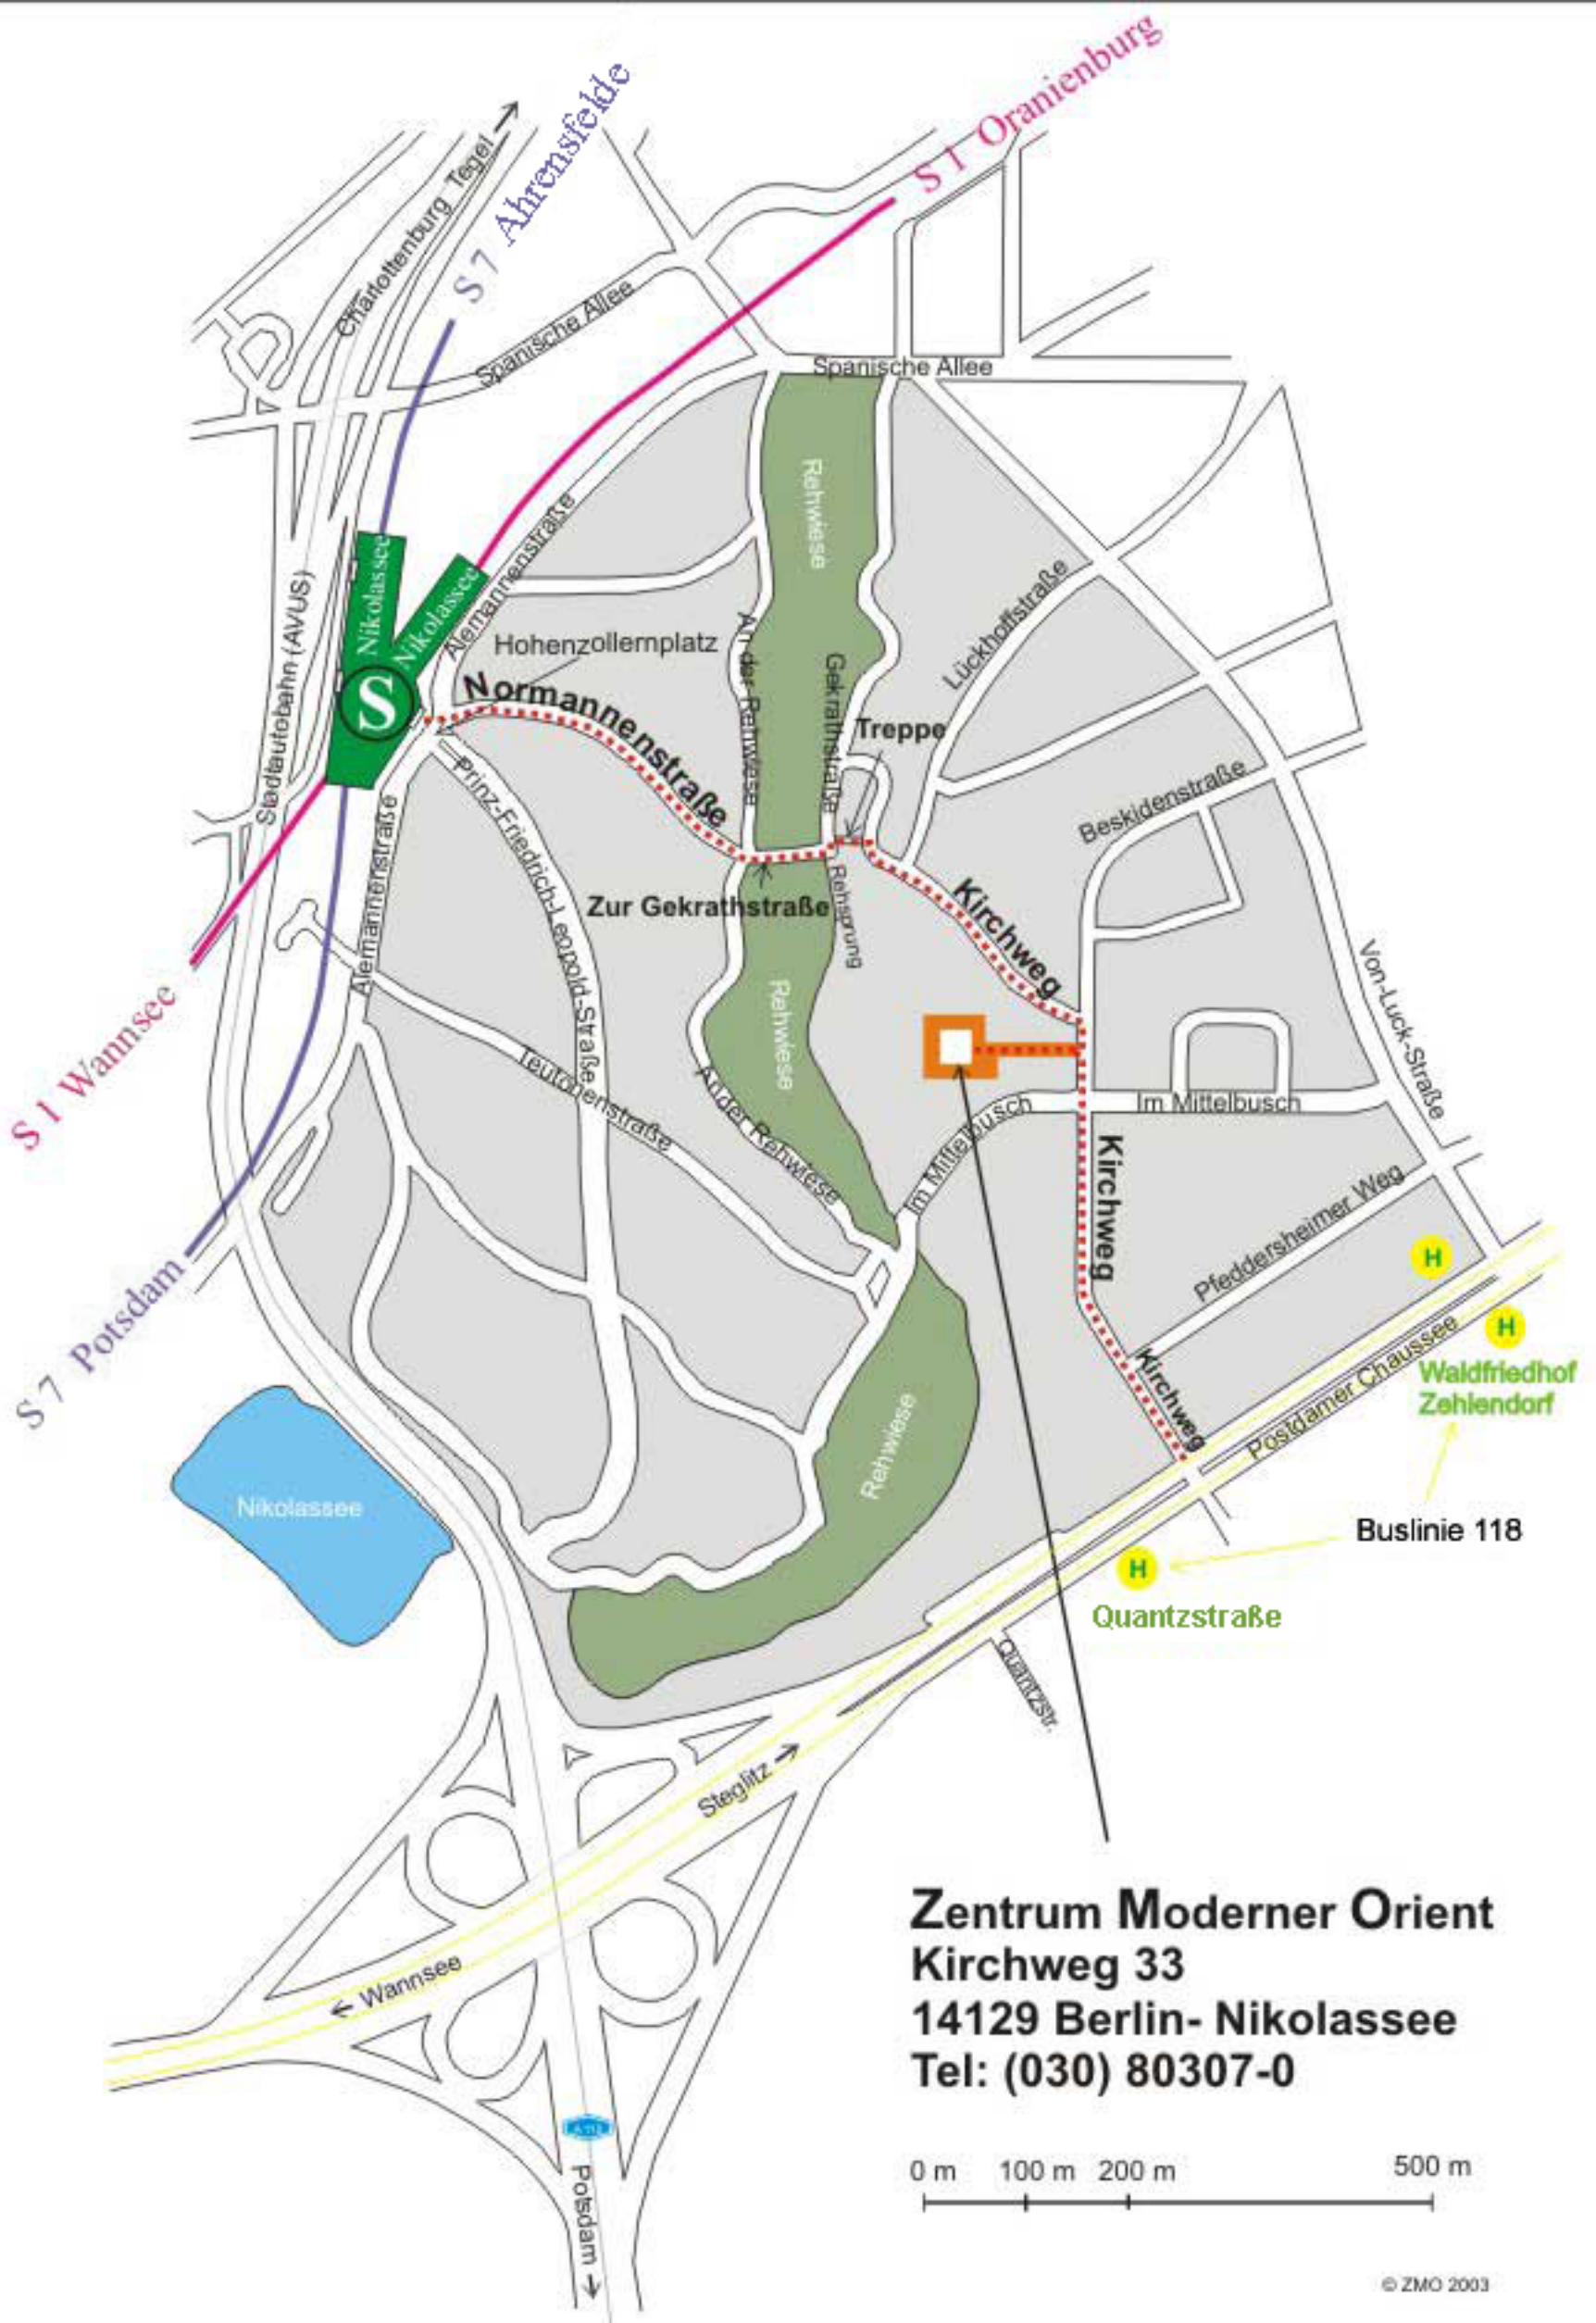 S 1 Oranienburg
S 7 Ahrensfelde
Charlottenburg Tegel
Spanische Allee
Spanische Allee
Rehwiese
Nikolassee
Nikolassee
S
Alemannenstraße
Stadtautobahn (AVUS)
Hohenzollernplatz
Normannenstraße
An der Rehwiese
Gekrathstraße
Lückhoffstraße
Treppe
Prinz-Friedrich-Leopold-Straße
Beskidenstraße
Alemannenstraße
Zur Gekrathstraße
Rehsprung
Kirchweg
Von-Luck-Straße
Rehwiese
S 1 Wannsee
Teutonenstraße
An der Rehwiese
Im Mittelbusch
Im Mittelbusch
Kirchweg
Pfeddersheimer Weg
H
S 7 Potsdam
H
Waldfriedhof
Zehlendorf
Kirchweg
Postdamer Chaussee
Rehwiese
Nikolassee
Buslinie 118
H
Quantzstraße
Quantzstr.
Steglitz
Wannsee
Zentrum Moderner Orient
Kirchweg 33
14129 Berlin- Nikolassee
Tel: (030) 80307-0
Potsdam
0 m 100 m 200 m 500 m
© ZMO 2003